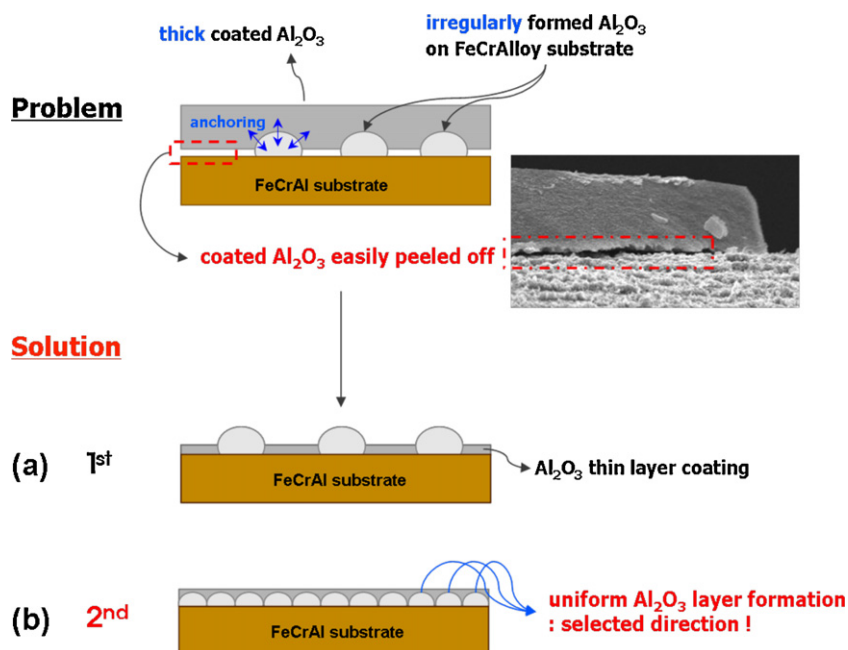 thick coated Al₂O₃
irregularly formed Al₂O₃
on FeCrAlloy substrate
Problem
anchoring
FeCrAl substrate
coated Al₂O₃ easily peeled off
Solution
(a) 1st
FeCrAl substrate
Al₂O₃ thin layer coating
(b) 2nd
FeCrAl substrate
uniform Al₂O₃ layer formation
: selected direction !